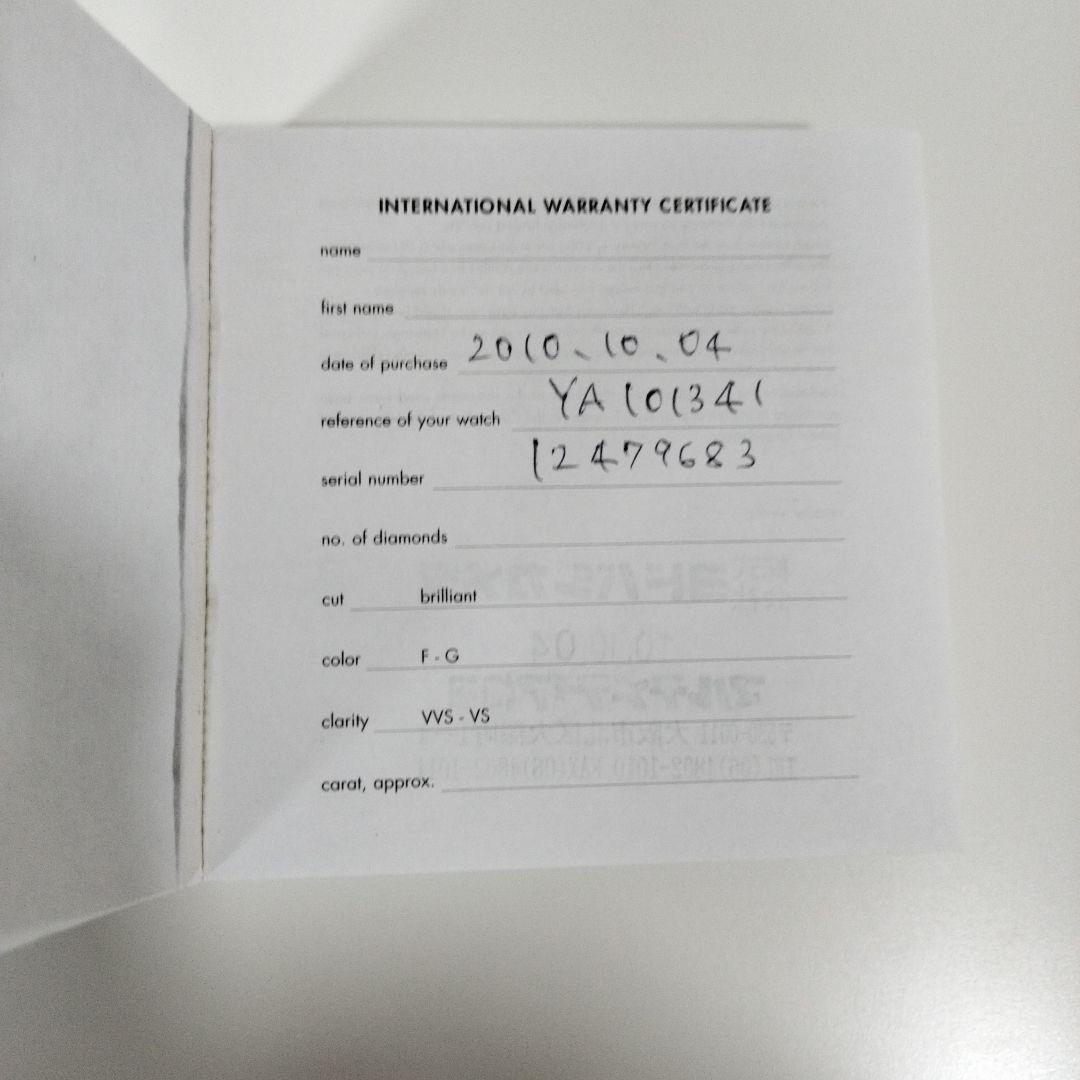 INTERNATIONAL WARRANTY CERTIFICATE
name
first name
date of purchase 2010、10、04
reference of your watch YA101341
serial number 12479683
no. of diamonds
cut brilliant
color F - G
clarity VVS - VS
carat, approx.